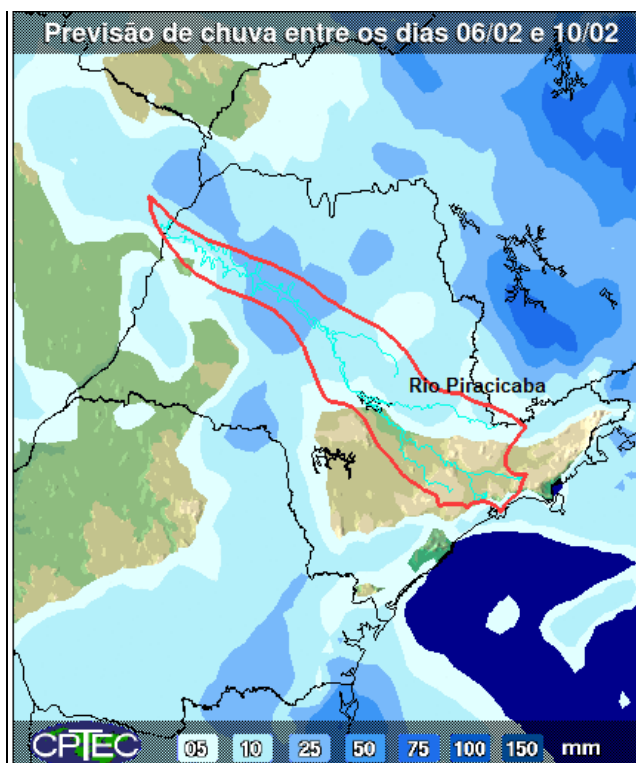 Previsão de chuva entre os dias 06/02 e 10/02
Rio Piracicaba
CPTEC 05 10 25 50 75 100 150 mm